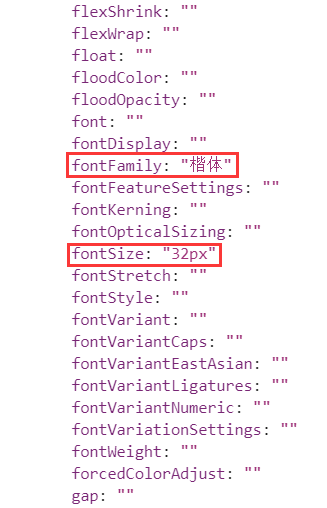 flexShrink: ""
flexWrap: ""
float: ""
floodColor: ""
floodOpacity: ""
font: ""
fontDisplay: ""
fontFamily: "楷体"
fontFeatureSettings: ""
fontKerning: ""
fontOpticalSizing: ""
fontSize: "32px"
fontStretch: ""
fontStyle: ""
fontVariant: ""
fontVariantCaps: ""
fontVariantEastAsian: ""
fontVariantLigatures: ""
fontVariantNumeric: ""
fontVariationSettings: ""
fontWeight: ""
forcedColorAdjust: ""
gap: ""